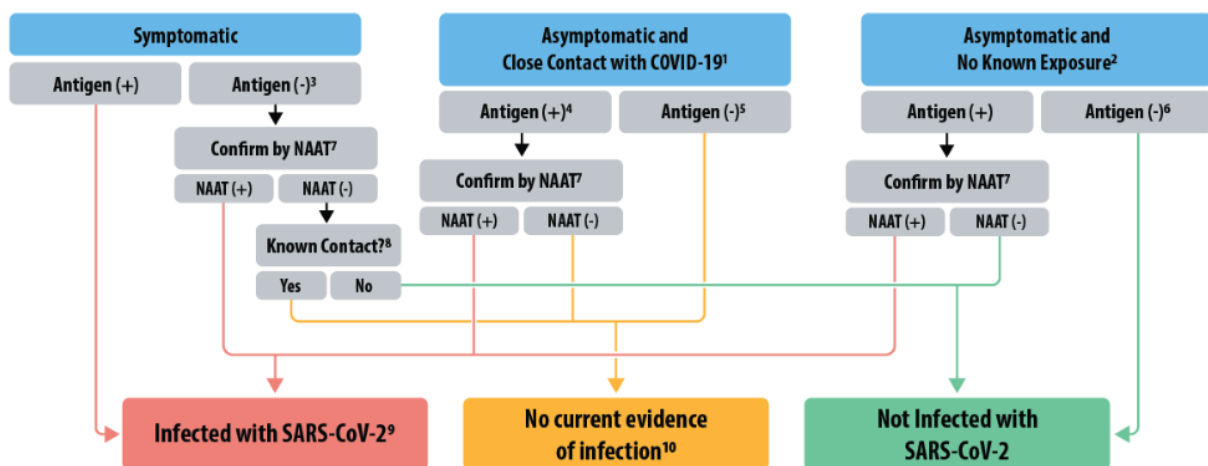 Symptomatic
Antigen (+)
Antigen (-)³
Confirm by NAAT⁷
NAAT (+)
NAAT (-)
Known Contact?⁸
Yes
No
Asymptomatic and
Close Contact with COVID-19¹
Antigen (+)⁴
Antigen (-)⁵
Confirm by NAAT⁷
NAAT (+)
NAAT (-)
Asymptomatic and
No Known Exposure²
Antigen (+)
Antigen (-)⁶
Confirm by NAAT⁷
NAAT (+)
NAAT (-)
Infected with SARS-CoV-2⁹
No current evidence
of infection¹⁰
Not Infected with
SARS-CoV-2